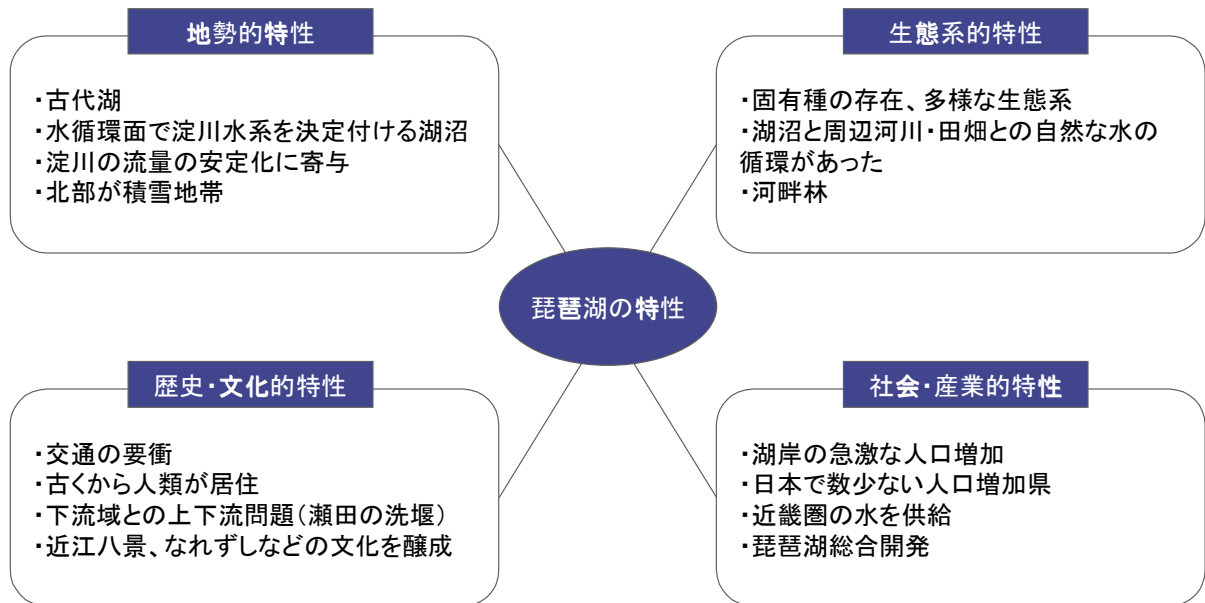 地勢的特性
・古代湖
・水循環面で淀川水系を決定付ける湖沼
・淀川の流量の安定化に寄与
・北部が積雪地帯
生態系的特性
・固有種の存在、多様な生態系
・湖沼と周辺河川・田畑との自然な水の
循環があった
・河畔林
琵琶湖の特性
歴史・文化的特性
・交通の要衝
・古くから人類が居住
・下流域との上下流問題（瀬田の洗堰）
・近江八景、なれずしなどの文化を醸成
社会・産業的特性
・湖岸の急激な人口増加
・日本で数少ない人口増加県
・近畿圏の水を供給
・琵琶湖総合開発